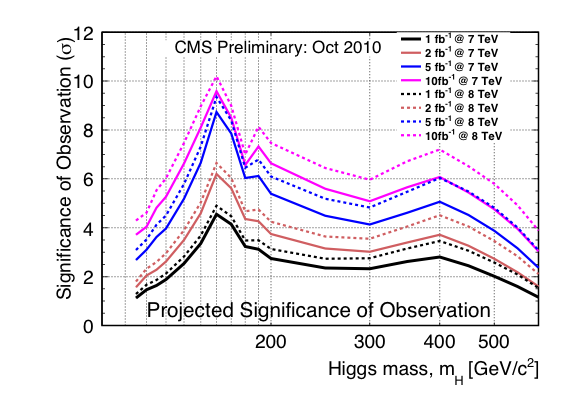 CMS Preliminary: Oct 2010
1 fb⁻¹ @ 7 TeV
2 fb⁻¹ @ 7 TeV
5 fb⁻¹ @ 7 TeV
10fb⁻¹ @ 7 TeV
1 fb⁻¹ @ 8 TeV
2 fb⁻¹ @ 8 TeV
5 fb⁻¹ @ 8 TeV
10fb⁻¹ @ 8 TeV
Significance of Observation (σ)
12
10
8
6
4
2
0
Projected Significance of Observation
200 300 400 500
Higgs mass, m_H [GeV/c²]